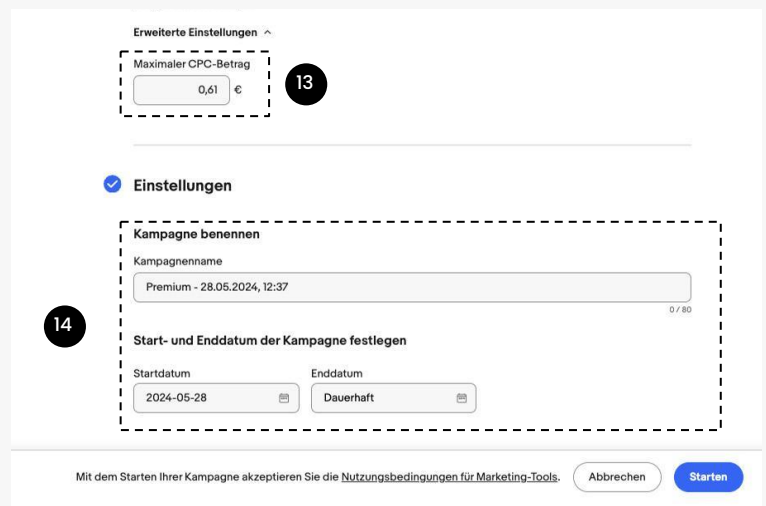 Erweiterte Einstellungen
Maximaler CPC-Betrag
0,61 €
13
Einstellungen
Kampagne benennen
Kampagnenname
Premium - 28.05.2024, 12:37
0 / 80
14
Start- und Enddatum der Kampagne festlegen
Startdatum Enddatum
2024-05-28 Dauerhaft
Mit dem Starten Ihrer Kampagne akzeptieren Sie die Nutzungsbedingungen für Marketing-Tools. Abbrechen Starten